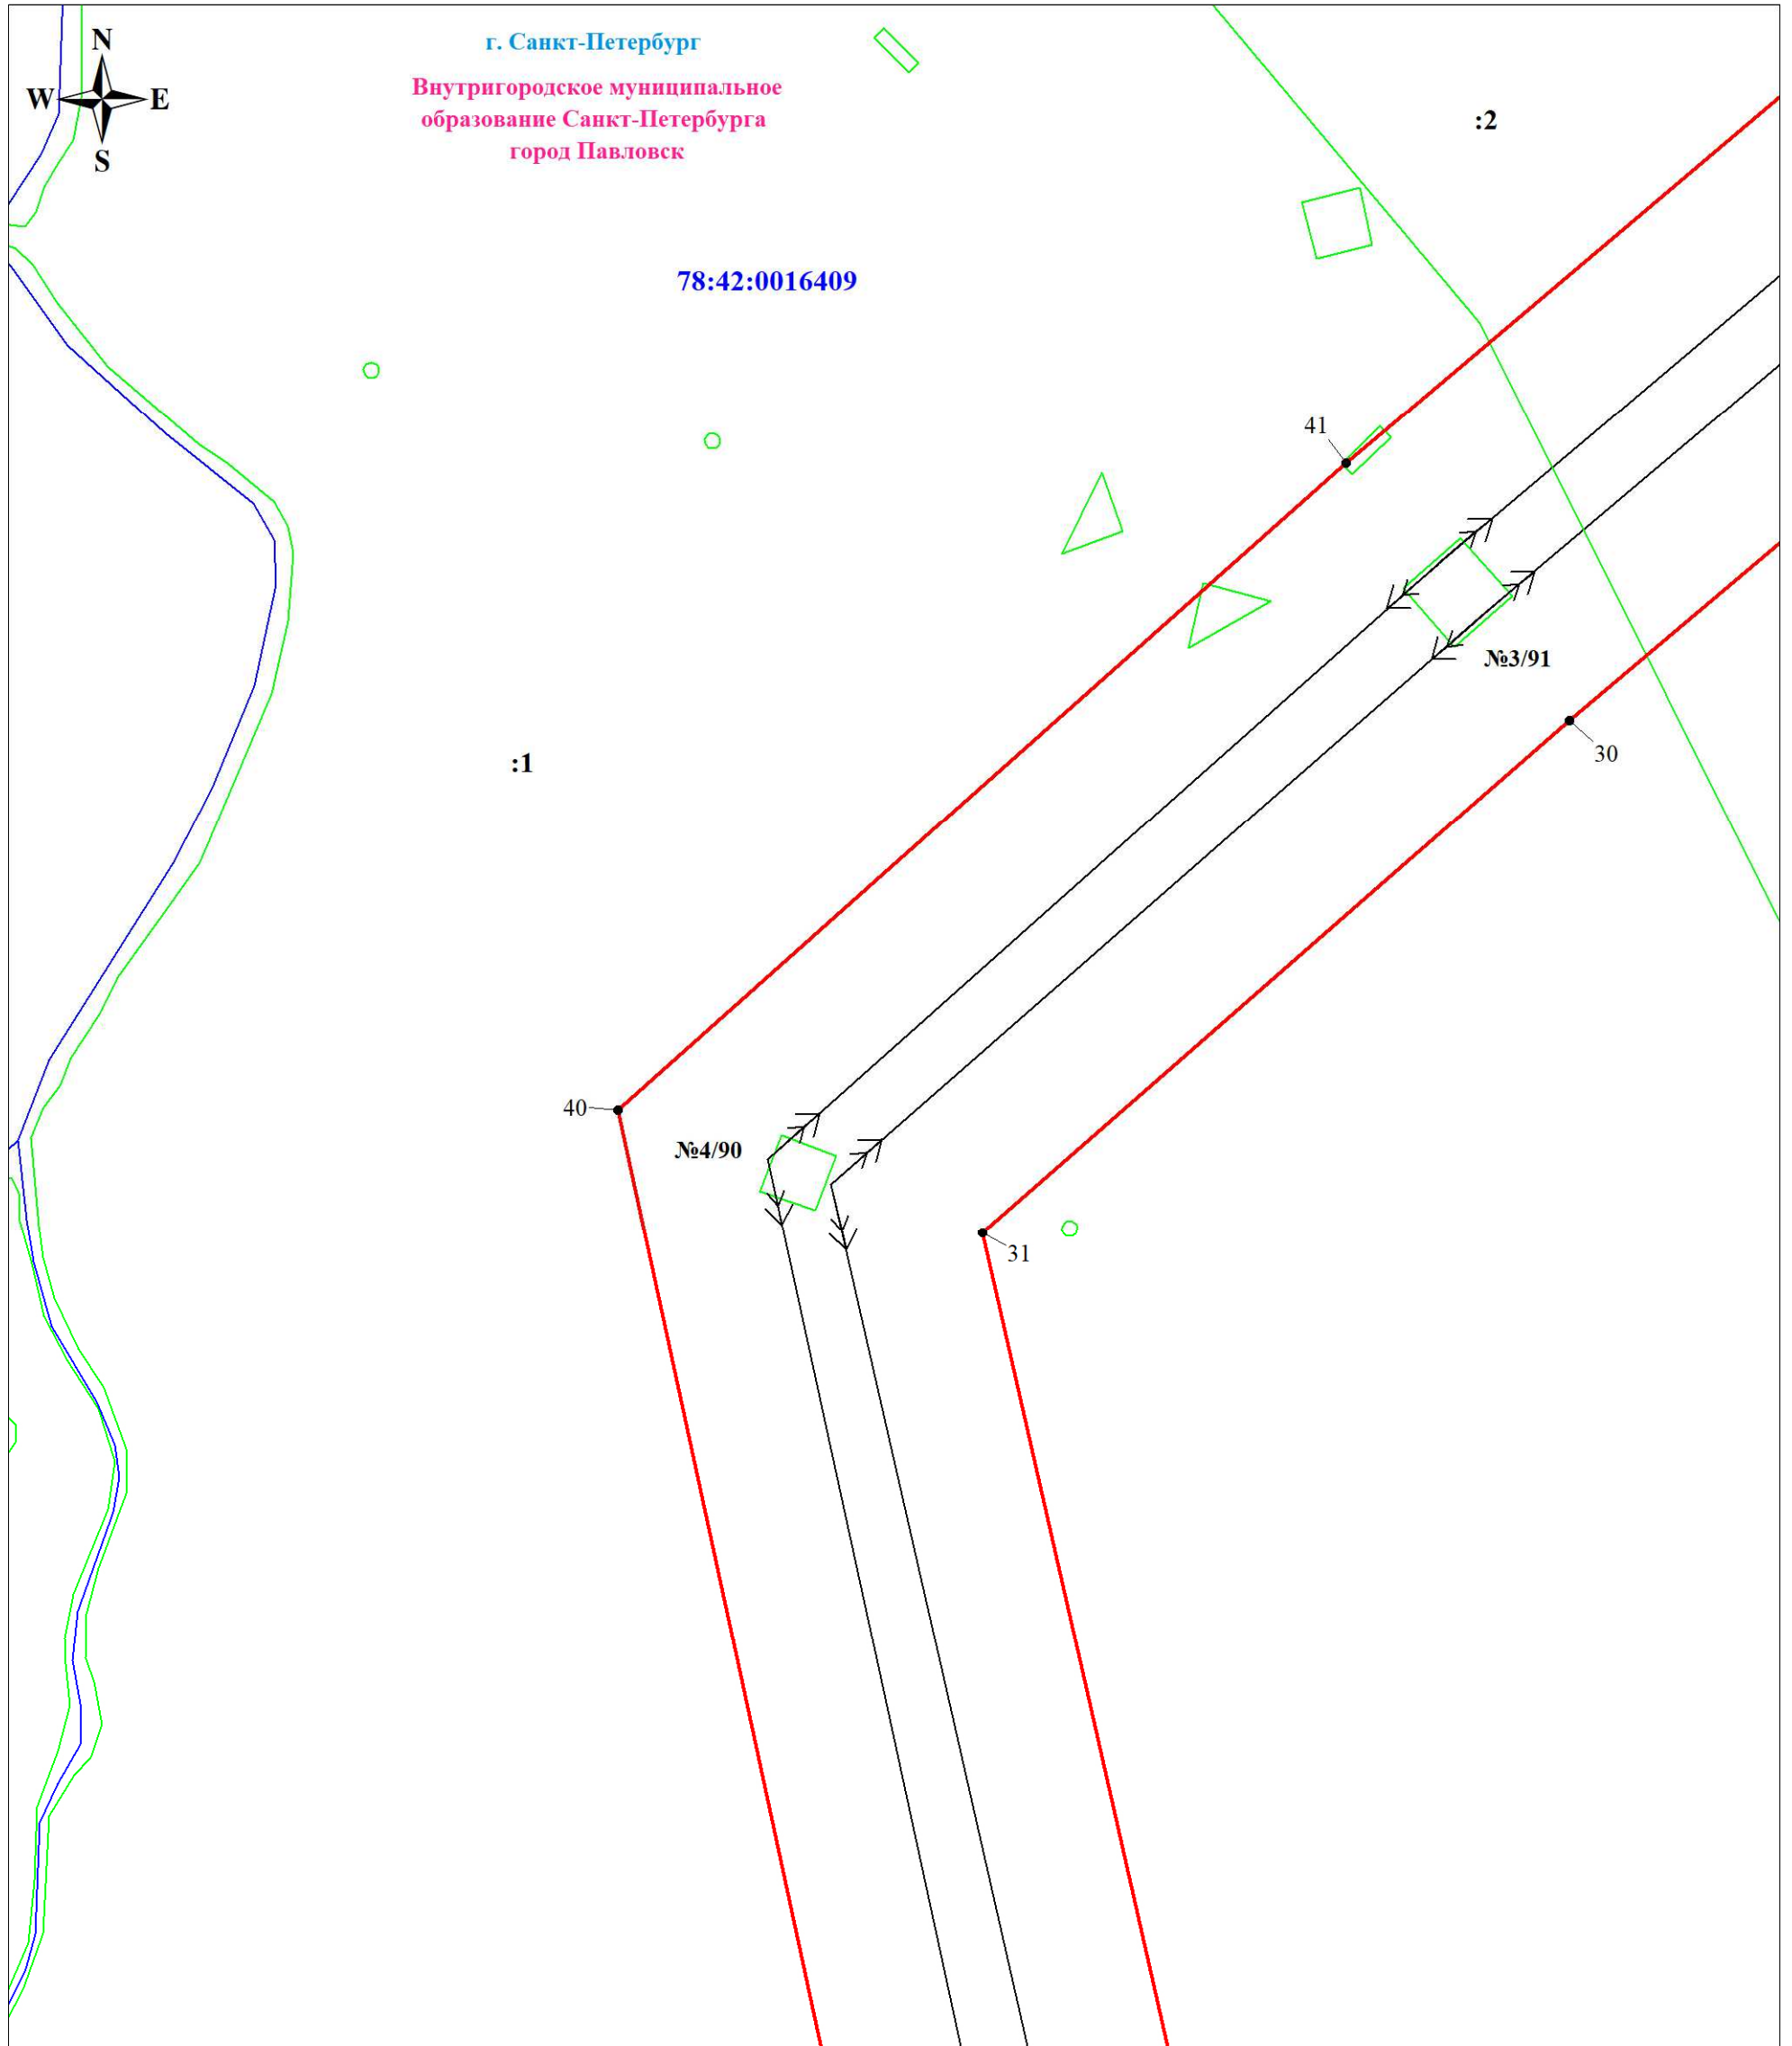 N
W E
S
г. Санкт-Петербург
Внутригородское муниципальное
образование Санкт-Петербурга
город Павловск
:2
78:42:0016409
41
№3/91
30
:1
40
№4/90
31